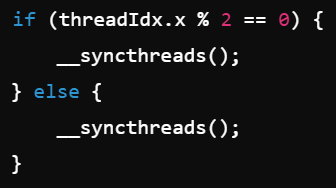 if (threadIdx.x % 2 == 0) {
    __syncthreads();
} else {
    __syncthreads();
}